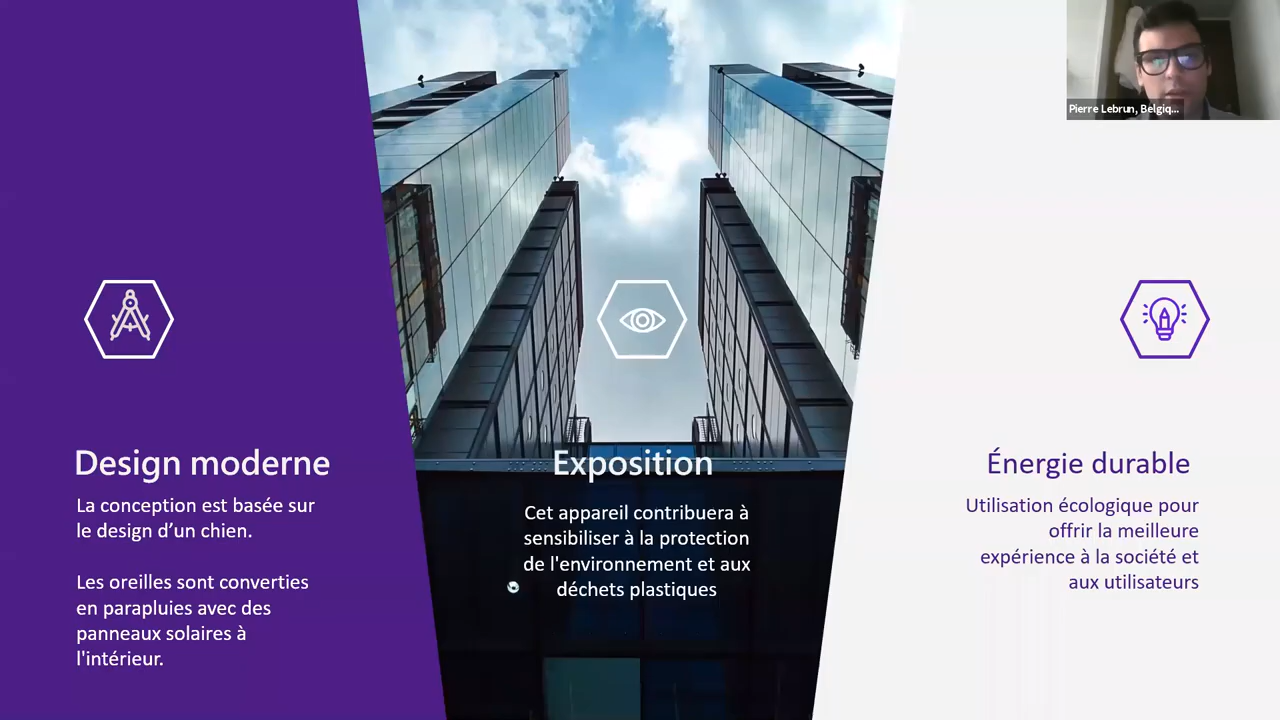 Pierre Lebrun, Belgiq...
Design moderne
La conception est basée sur
le design d’un chien.
Les oreilles sont converties
en parapluies avec des
panneaux solaires à
l'intérieur.
Exposition
Cet appareil contribuera à
sensibiliser à la protection
de l'environnement et aux
déchets plastiques
Énergie durable
Utilisation écologique pour
offrir la meilleure
expérience à la société et
aux utilisateurs